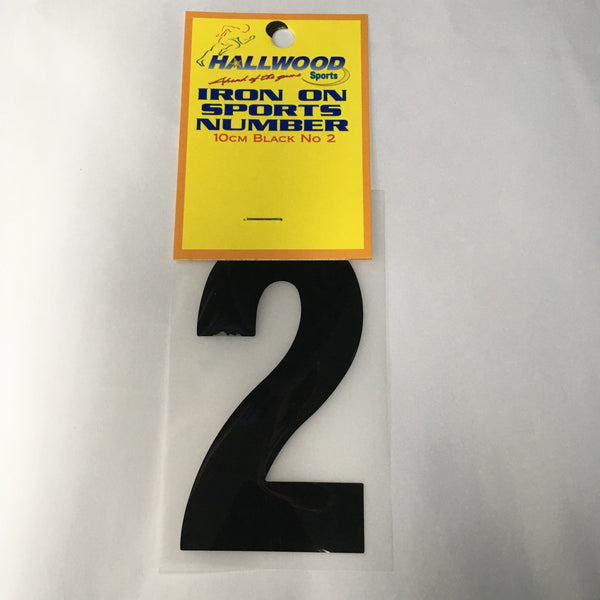 HALLWOOD
Ahead of the game Sports
IRON ON
SPORTS
NUMBER
10CM BLACK NO 2
2